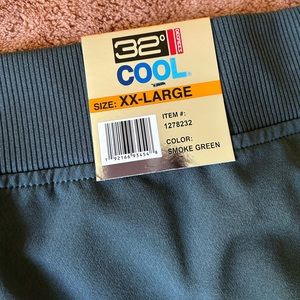 32°
COOL
SIZE: XX-LARGE
ITEM #:
1278232
COLOR:
SMOKE GREEN